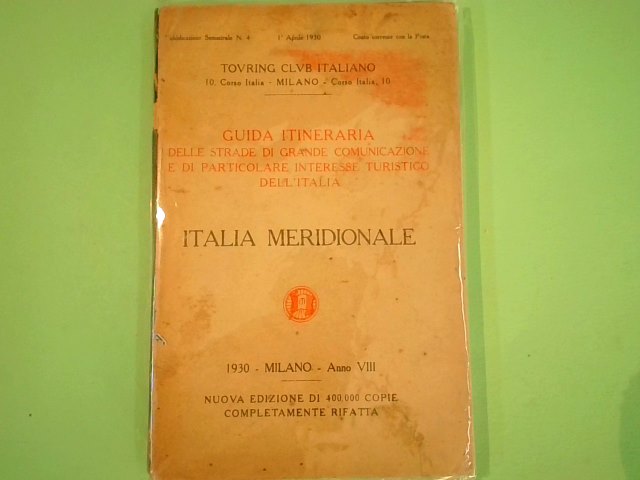 Pubblicazione Semestrale N. 4 1° Aprile 1930 Conto corrente con la Posta
TOVRING CLVB ITALIANO
10, Corso Italia - MILANO - Corso Italia, 10
GUIDA ITINERARIA
DELLE STRADE DI GRANDE COMUNICAZIONE
E DI PARTICOLARE INTERESSE TURISTICO
DELL'ITALIA
ITALIA MERIDIONALE
1930 - MILANO - Anno VIII
NUOVA EDIZIONE DI 400.000 COPIE
COMPLETAMENTE RIFATTA